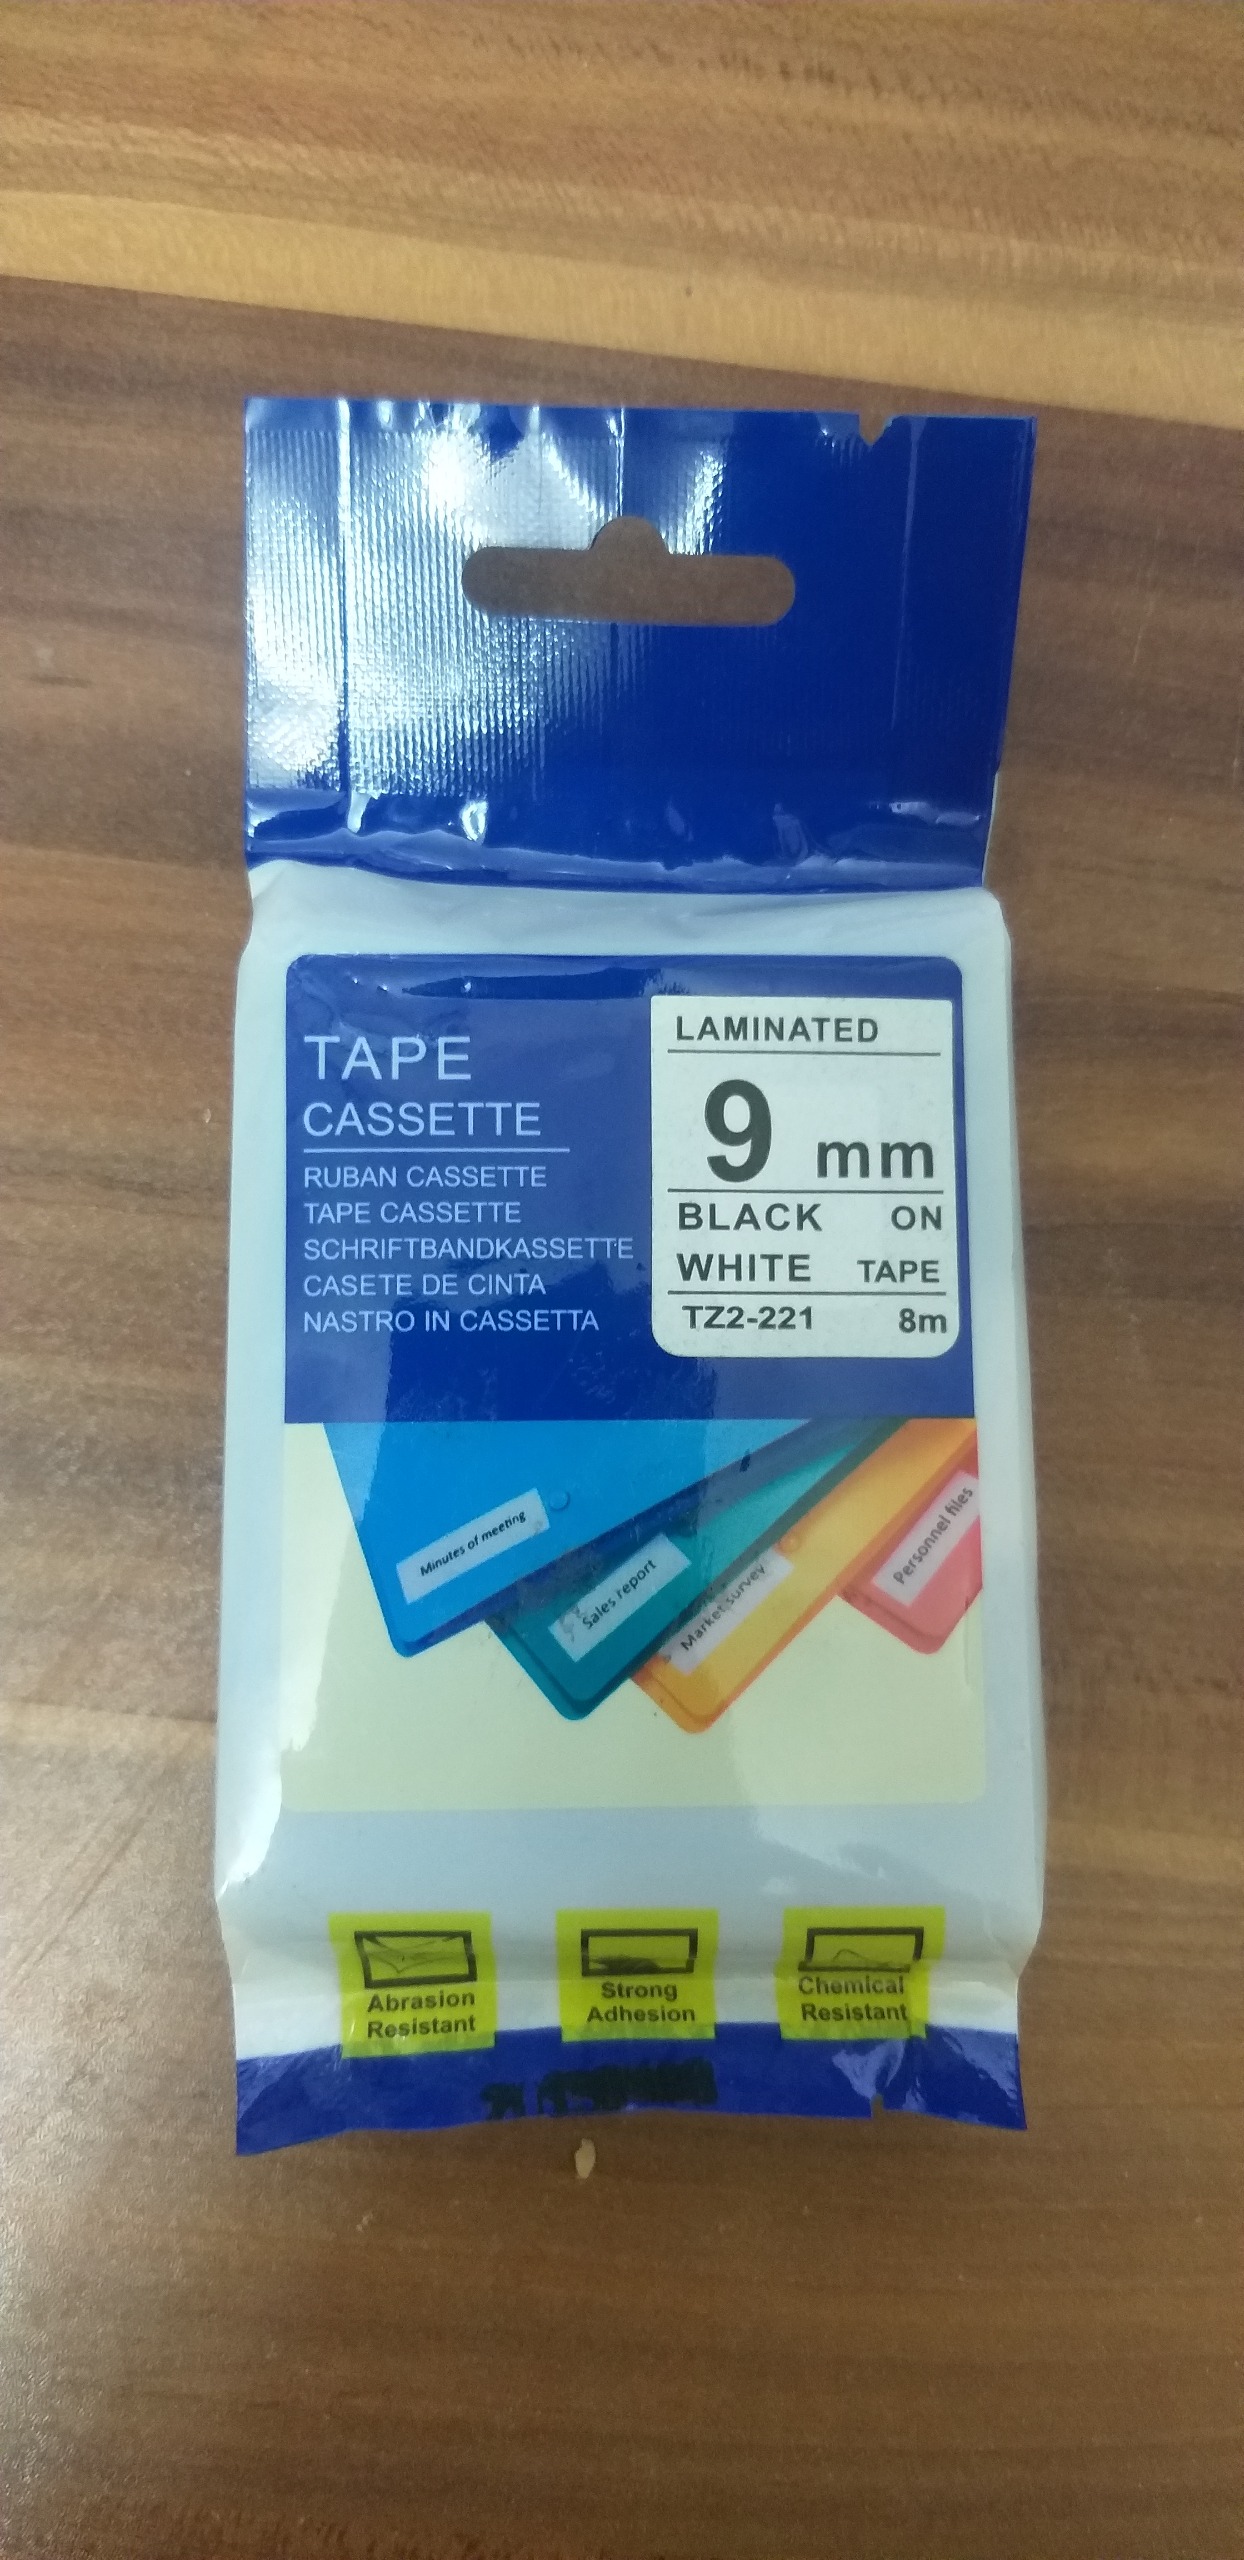 TAPE
CASSETTE
RUBAN CASSETTE
TAPE CASSETTE
SCHRIFTBANDKASSETTE
CASETE DE CINTA
NASTRO IN CASSETTA
LAMINATED
9 mm
BLACK ON
WHITE TAPE
TZ2-221 8m
Minutes of meeting
Sales report
Market survey
Personnel files
Abrasion
Resistant
Strong
Adhesion
Chemical
Resistant